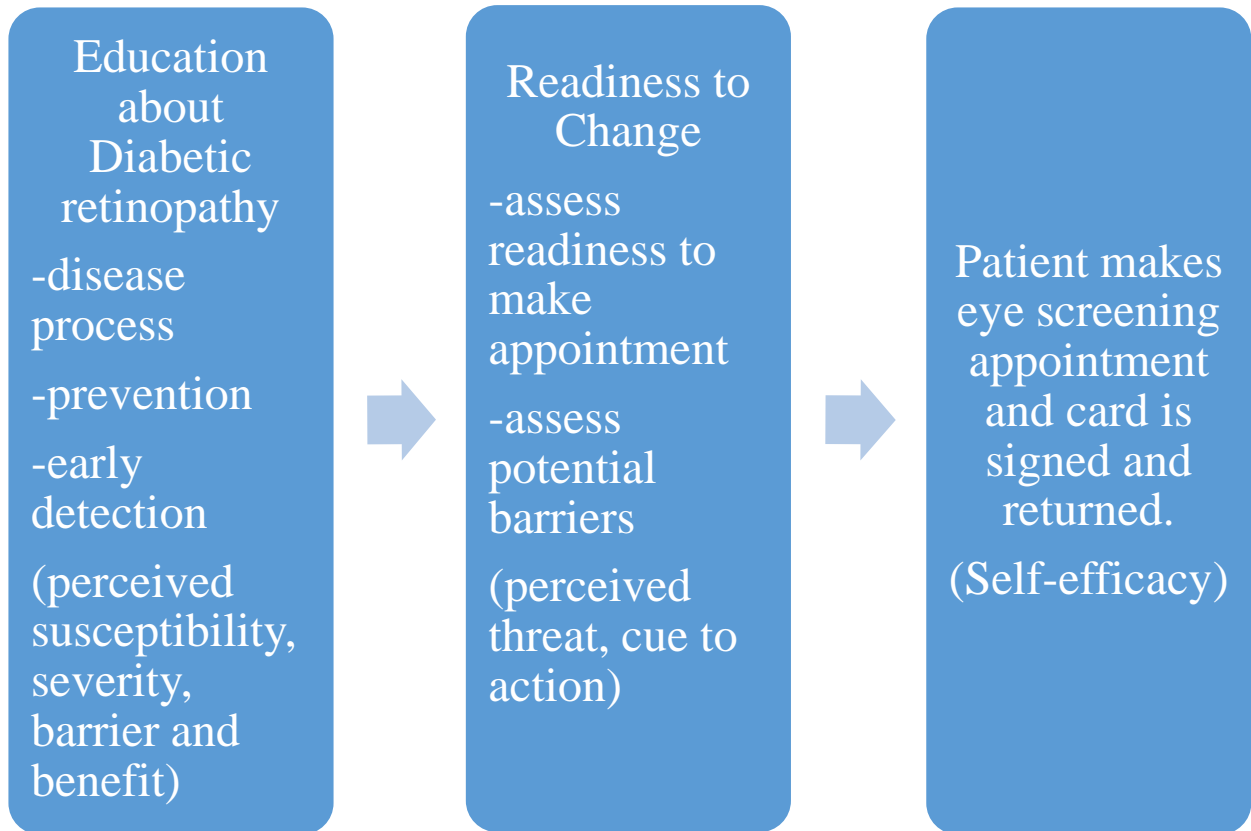 Education
about
Diabetic
retinopathy
-disease
process
-prevention
-early
detection
(perceived
susceptibility,
severity,
barrier and
benefit)
Readiness to
Change
-assess
readiness to
make
appointment
-assess
potential
barriers
(perceived
threat, cue to
action)
Patient makes
eye screening
appointment
and card is
signed and
returned.
(Self-efficacy)